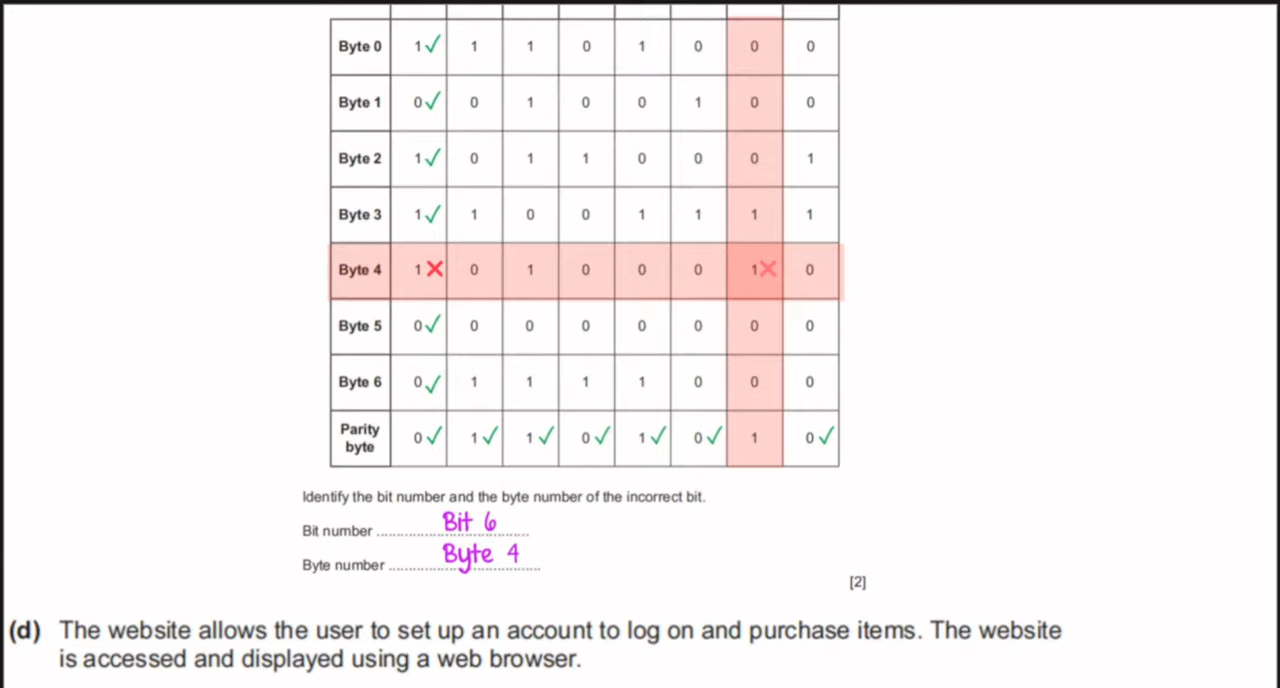 Byte 0 1✓ 1 1 0 1 0 0 0
Byte 1 0✓ 0 1 0 0 1 0 0
Byte 2 1✓ 0 1 1 0 0 0 1
Byte 3 1✓ 1 0 0 1 1 1 1
Byte 4 1✗ 0 1 0 0 0 1✗ 0
Byte 5 0✓ 0 0 0 0 0 0 0
Byte 6 0✓ 1 1 1 1 0 0 0
Parity
byte 0✓ 1✓ 1✓ 0✓ 1✓ 0✓ 1 0✓
Identify the bit number and the byte number of the incorrect bit.
Bit number ................ Bit 6
Byte number ................ Byte 4
[2]
(d) The website allows the user to set up an account to log on and purchase items. The website
is accessed and displayed using a web browser.